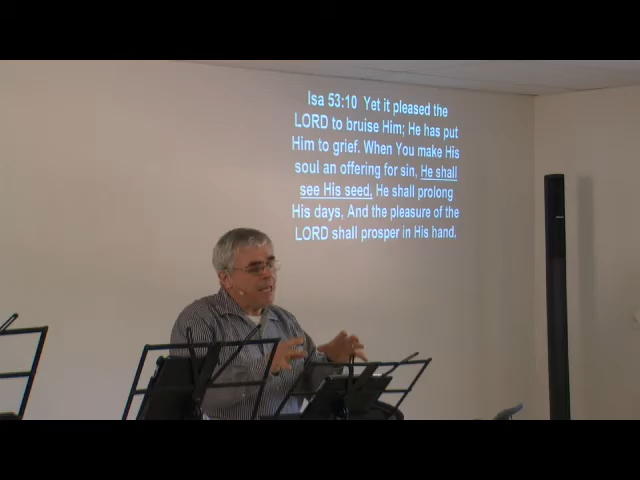 Isa 53:10 Yet it pleased the
LORD to bruise Him; He has put
Him to grief. When You make His
soul an offering for sin, He shall
see His seed, He shall prolong
His days, And the pleasure of the
LORD shall prosper in His hand.